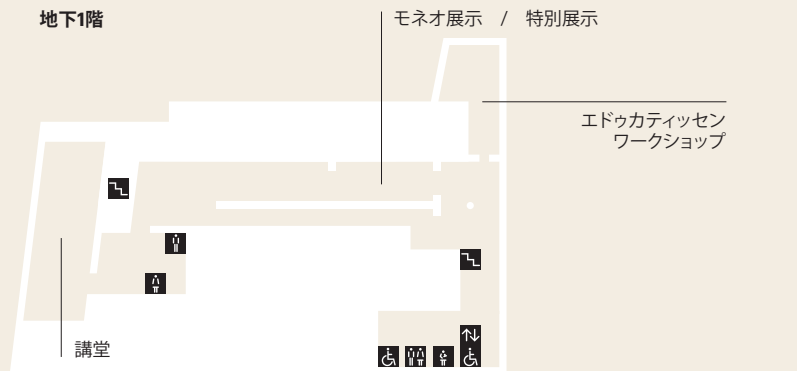 地下1階
モネオ展示 / 特別展示
エドゥカティッセン
ワークショップ
講堂